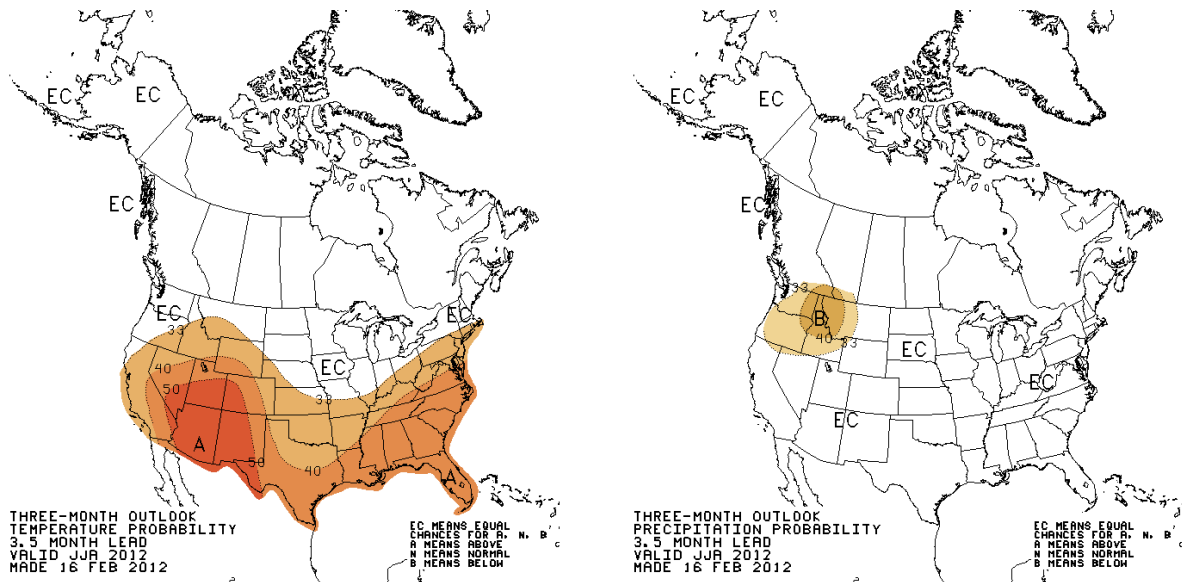 EC
EC
EC
EC
33
EC
EC
40
50
33
A
50
40
A
THREE-MONTH OUTLOOK
TEMPERATURE PROBABILITY
3.5 MONTH LEAD
VALID JJA 2012
MADE 16 FEB 2012
EC MEANS EQUAL
CHANCES FOR A, N, B
A MEANS ABOVE
N MEANS NORMAL
B MEANS BELOW
EC
EC
EC
33
B
40
33
EC
EC
EC
THREE-MONTH OUTLOOK
PRECIPITATION PROBABILITY
3.5 MONTH LEAD
VALID JJA 2012
MADE 16 FEB 2012
EC MEANS EQUAL
CHANCES FOR A, N, B
A MEANS ABOVE
N MEANS NORMAL
B MEANS BELOW